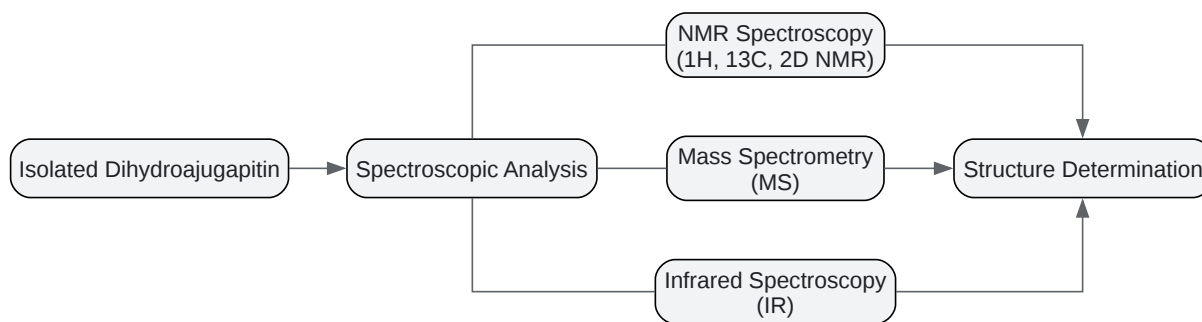 Isolated Dihydroajugapitin
Spectroscopic Analysis
NMR Spectroscopy
(1H, 13C, 2D NMR)
Mass Spectrometry
(MS)
Infrared Spectroscopy
(IR)
Structure Determination